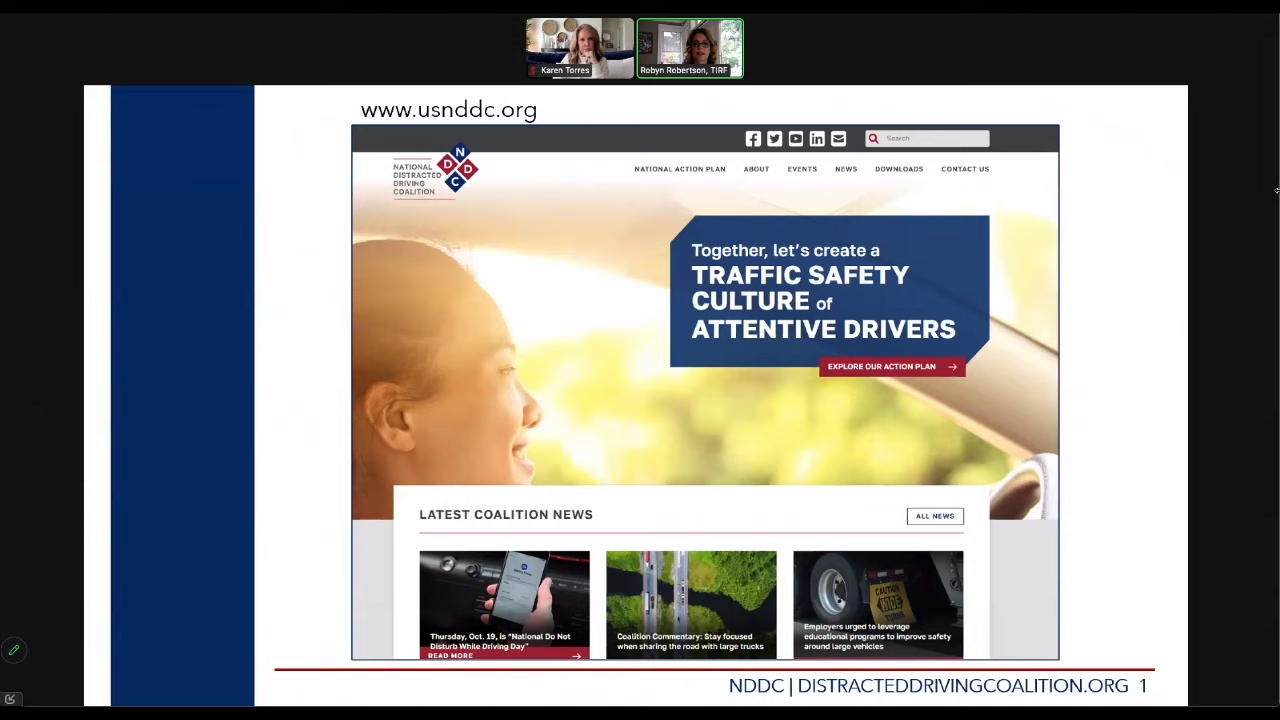 Karen Torres
Robyn Robertson, TIRF
www.usnddc.org
Search
NATIONAL
DISTRACTED
DRIVING
COALITION
N
D D
C
NATIONAL ACTION PLAN ABOUT EVENTS NEWS DOWNLOADS CONTACT US
Together, let's create a
TRAFFIC SAFETY
CULTURE of
ATTENTIVE DRIVERS
EXPLORE OUR ACTION PLAN
LATEST COALITION NEWS
ALL NEWS
Thursday, Oct. 19, is "National Do Not
Disturb While Driving Day"
READ MORE
Coalition Commentary: Stay focused
when sharing the road with large trucks
CAUTION
WIDE
Employers urged to leverage
educational programs to improve safety
around large vehicles
NDDC | DISTRACTEDDRIVINGCOALITION.ORG 1